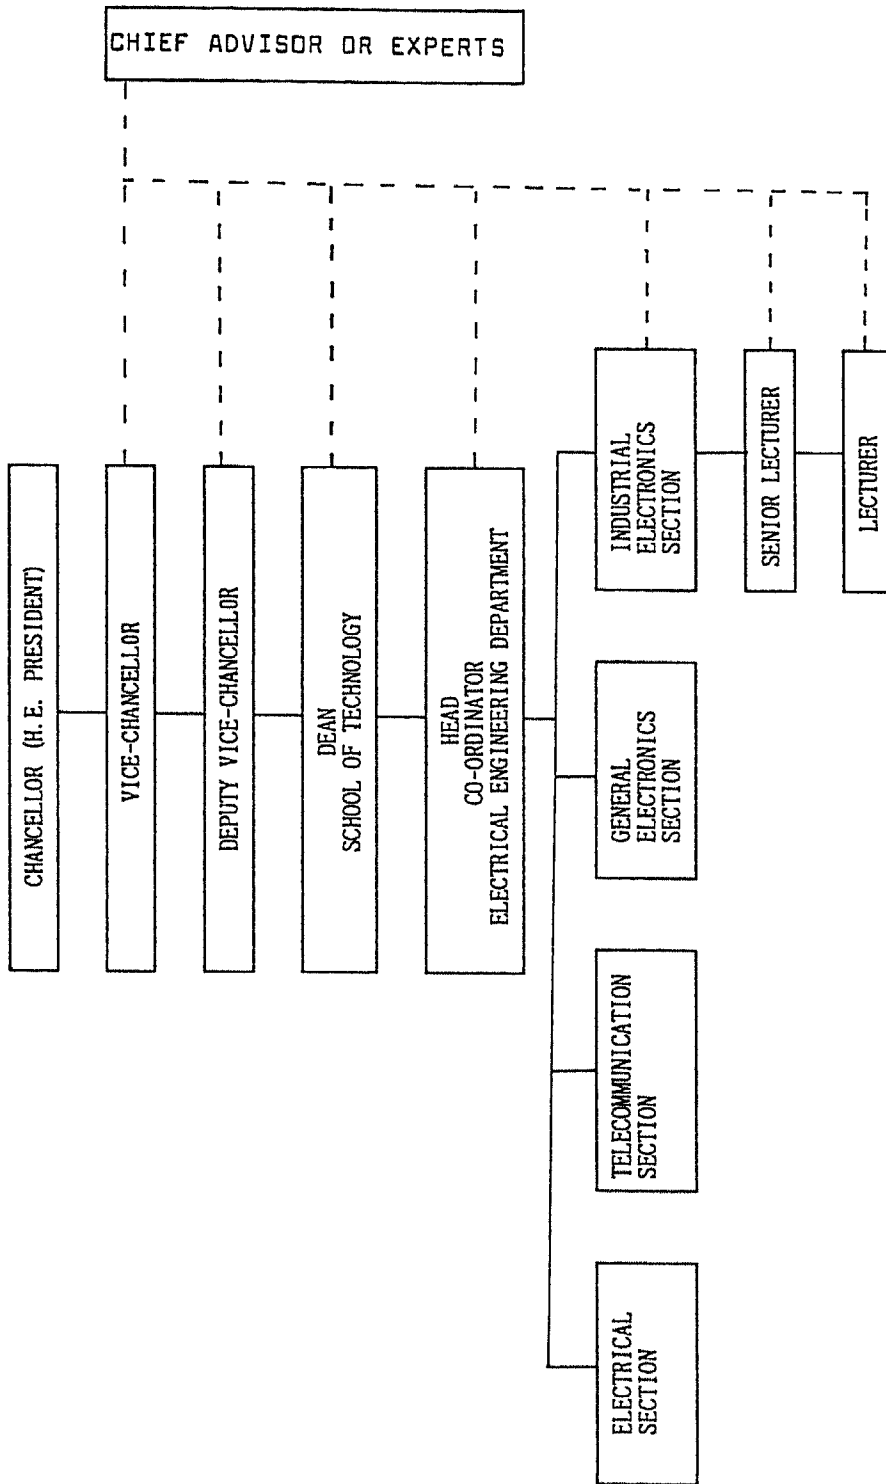 CHIEF ADVISOR OR EXPERTS
CHANCELLOR (H.E. PRESIDENT)
VICE-CHANCELLOR
DEPUTY VICE-CHANCELLOR
DEAN
SCHOOL OF TECHNOLOGY
HEAD
CO-ORDINATOR
ELECTRICAL ENGINEERING DEPARTMENT
ELECTRICAL
SECTION
TELECOMMUNICATION
SECTION
GENERAL
ELECTRONICS
SECTION
INDUSTRIAL
ELECTRONICS
SECTION
SENIOR LECTURER
LECTURER